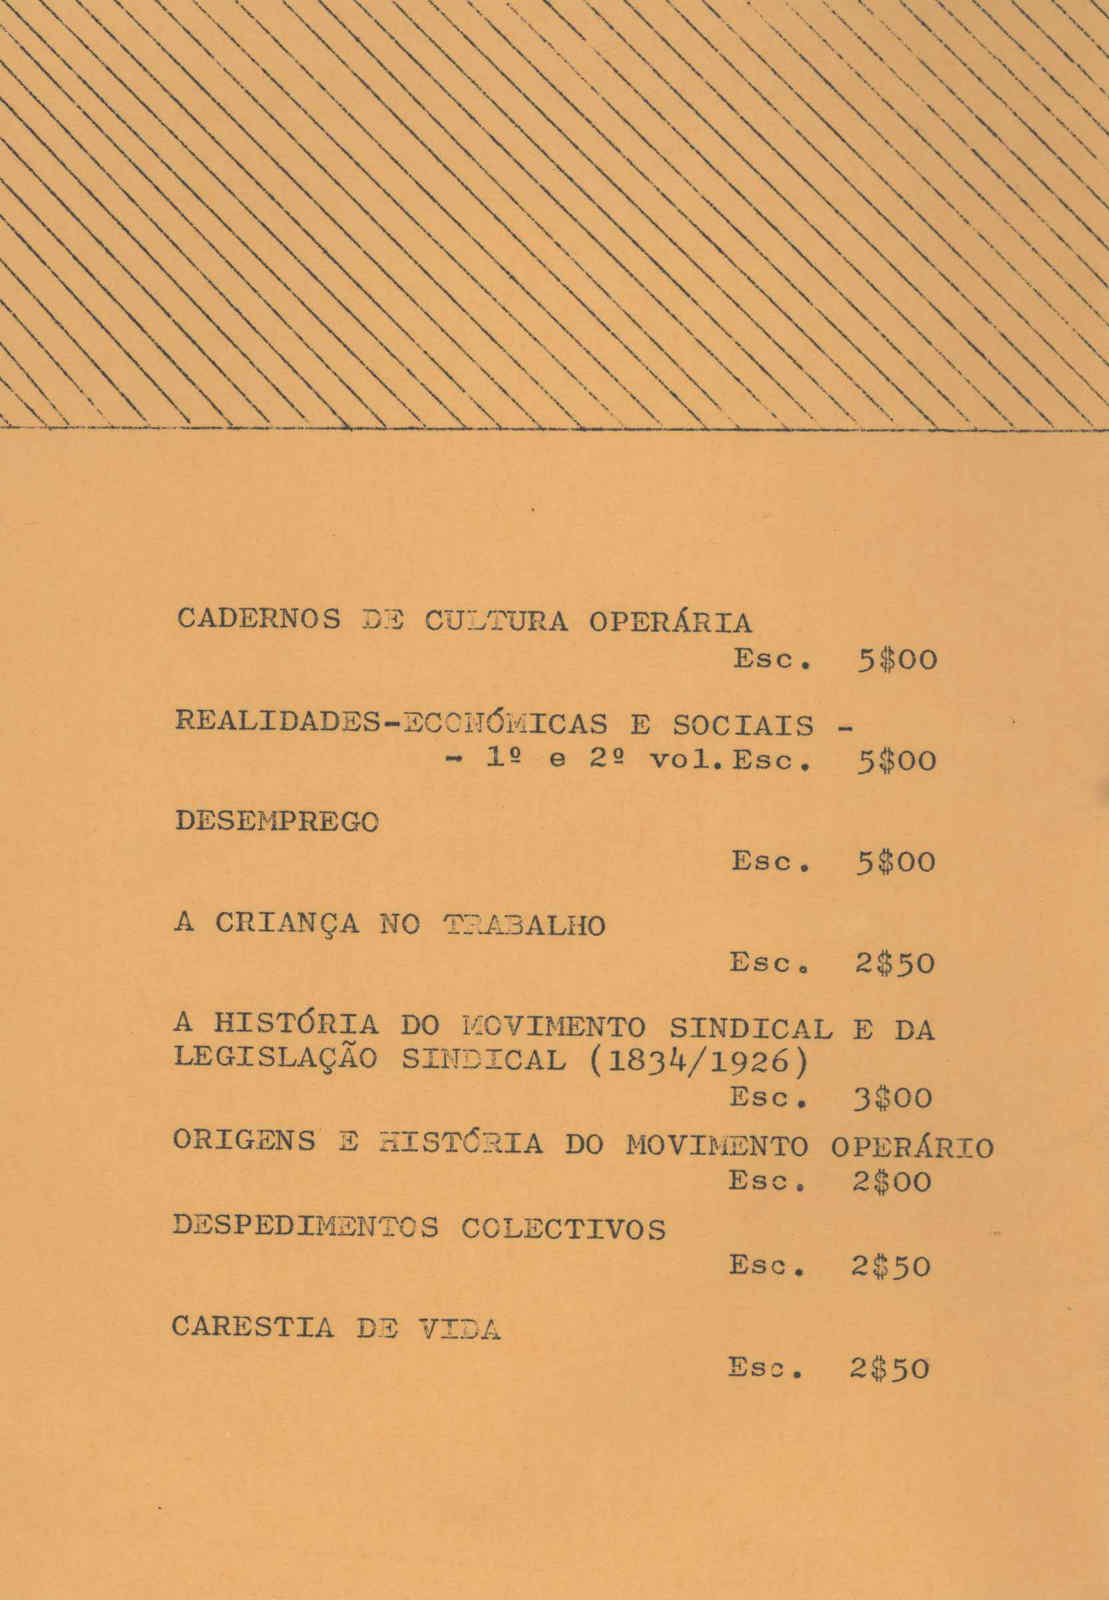 CADERNOS DE CULTURA OPERÁRIA
Esc. 5$00
REALIDADES-ECONÓMICAS E SOCIAIS -
- 1º e 2º vol. Esc. 5$00
DESEMPREGO
Esc. 5$00
A CRIANÇA NO TRABALHO
Esc. 2$50
A HISTÓRIA DO MOVIMENTO SINDICAL E DA
LEGISLAÇÃO SINDICAL (1834/1926)
Esc. 3$00
ORIGENS E HISTÓRIA DO MOVIMENTO OPERÁRIO
Esc. 2$00
DESPEDIMENTOS COLECTIVOS
Esc. 2$50
CARESTIA DE VIDA
Esc. 2$50